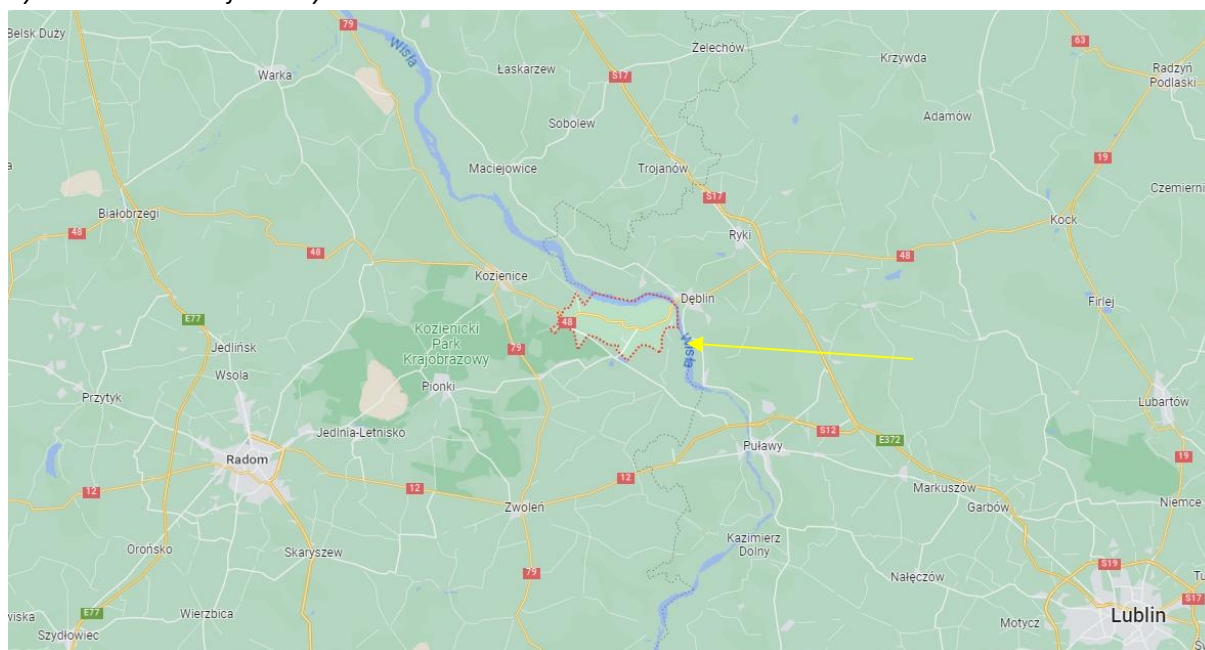 79
Belsk Duży
Wisła
Żelechów
Krzywda
63
Radzyń
Podlaski
Warka
Łaskarzew
S17
Adamów
Sobolew
19
Maciejowice
Trojanów
Czemierni
S17
Białobrzegi
Kock
48
Ryki
48
48
Kozienice
Dęblin
Firlej
E77
48
Kozienicki
Park
Krajobrazowy
Wisła
Jedlińsk
79
Wsola
Pionki
Przytyk
Lubartów
Jedlnia-Letnisko
S12
E372
Puławy
Radom
19
12
12
12
Markuszów
Zwoleń
Garbów
Niemce
Orońsko
Skaryszew
Kazimierz
Dolny
S19
79
Nałęczów
Tu
S17
wiska
E77
Wierzbica
Lublin
Motycz
Szydłowiec